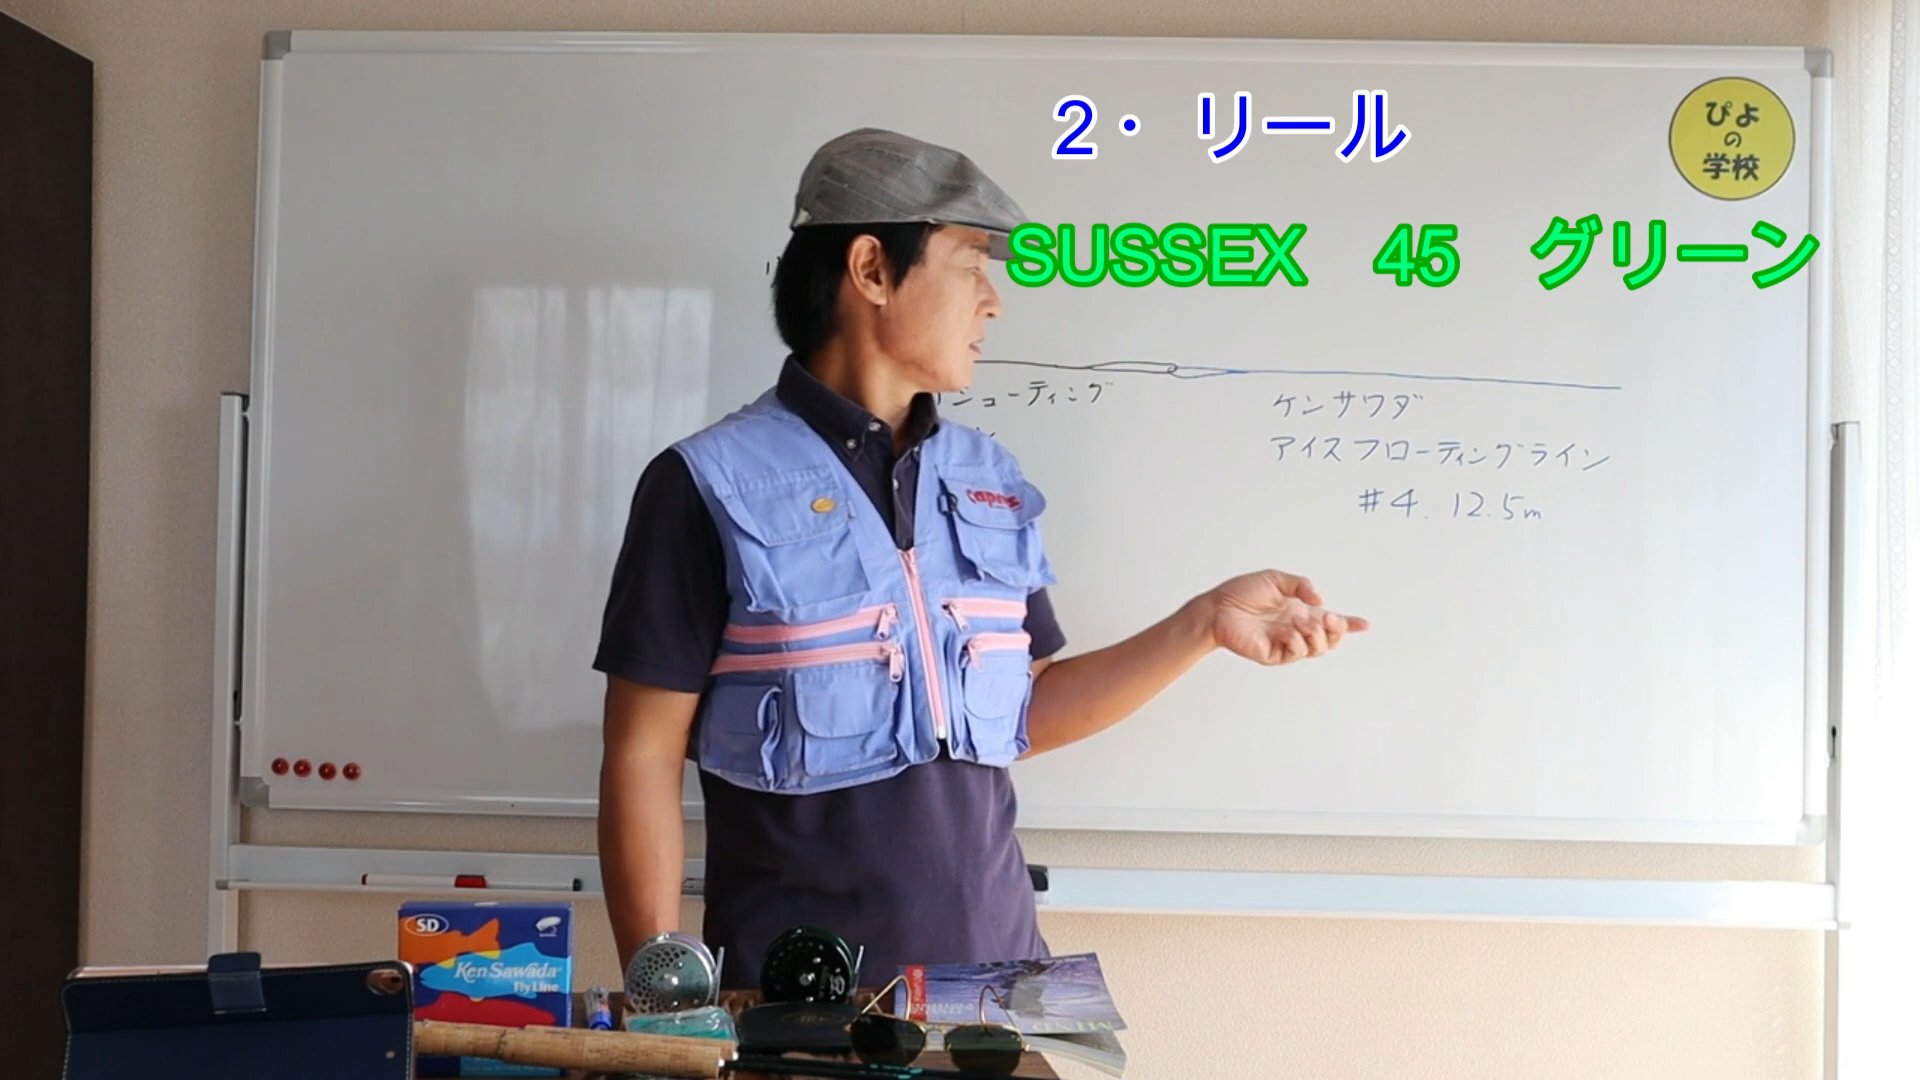 2・ リール
ぴよ
の
学校
SUSSEX 45 グリーン
シューティング
ケンサワダ
アイスフローティングライン
#4. 12.5m
SD
Ken Sawada
Fly Line